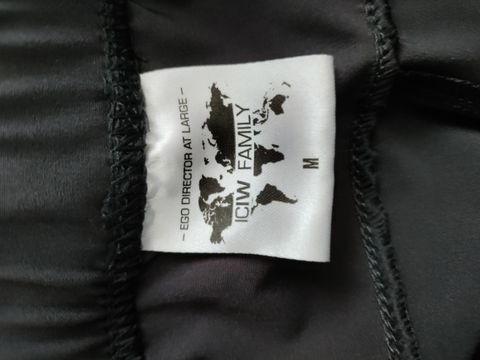 - EGO DIRECTOR AT LARGE -
ICIW FAMILY
M